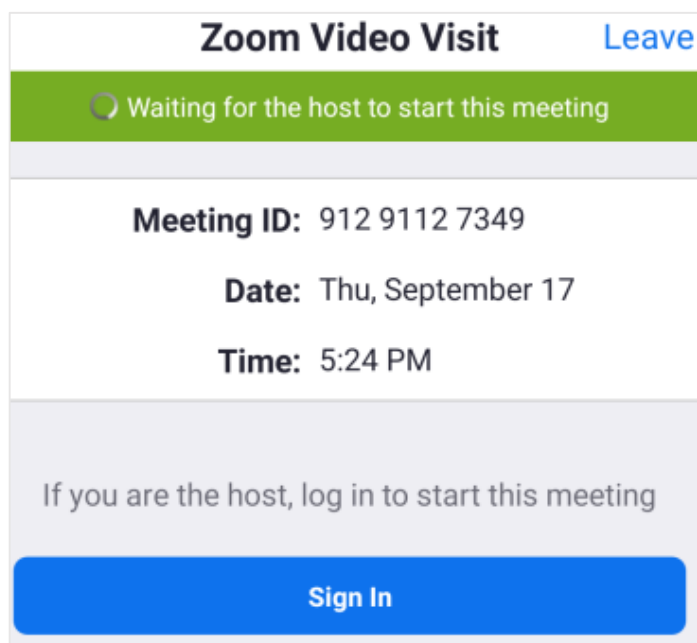 Zoom Video Visit Leave
Waiting for the host to start this meeting
Meeting ID: 912 9112 7349
Date: Thu, September 17
Time: 5:24 PM
If you are the host, log in to start this meeting
Sign In